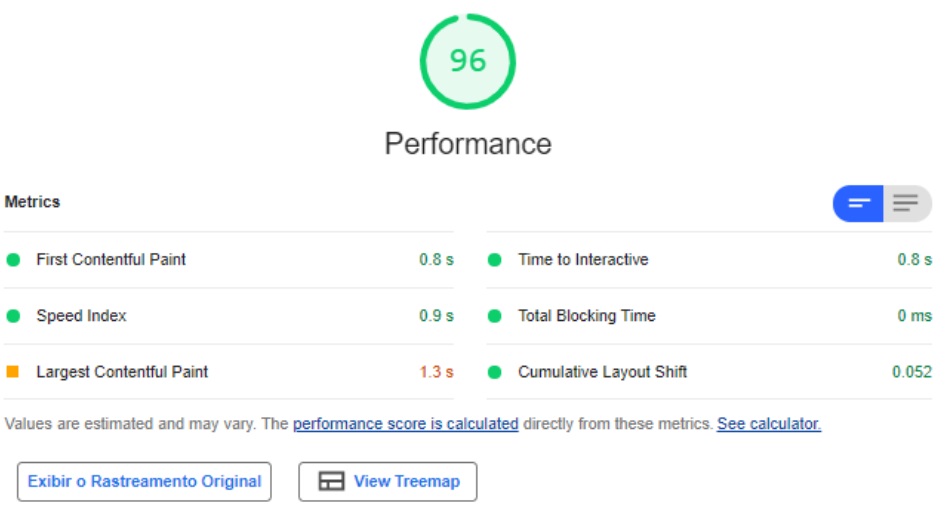 96
Performance
Metrics
First Contentful Paint 0.8 s
Time to Interactive 0.8 s
Speed Index 0.9 s
Total Blocking Time 0 ms
Largest Contentful Paint 1.3 s
Cumulative Layout Shift 0.052
Values are estimated and may vary. The performance score is calculated directly from these metrics. See calculator.
Exibir o Rastreamento Original
View Treemap